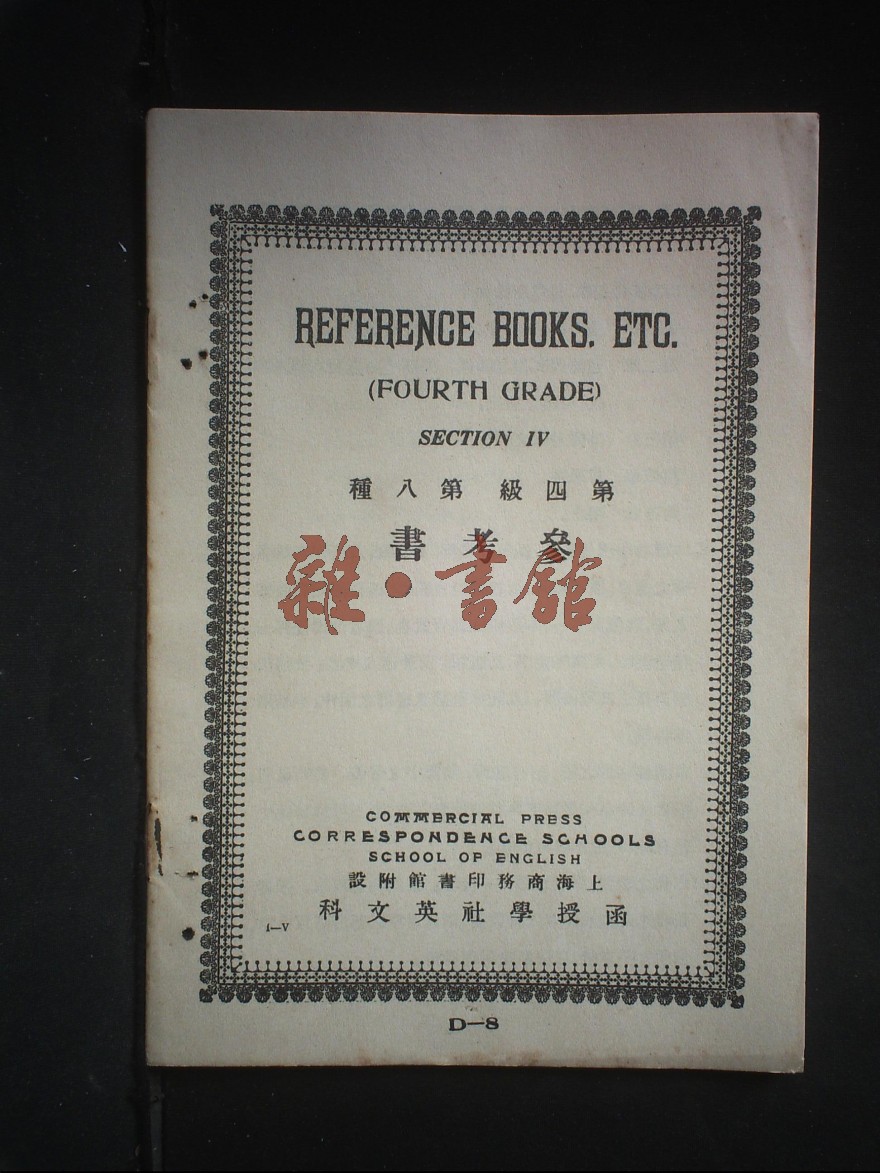 REFERENCE BOOKS, ETC.
(FOURTH GRADE)
SECTION IV
第四級 第八種
參考書
雜·書館
COMMERCIAL PRESS
CORRESPONDENCE SCHOOLS
SCHOOL OF ENGLISH
上海商務印書館附設
函授學社英文科
1—V
D—8